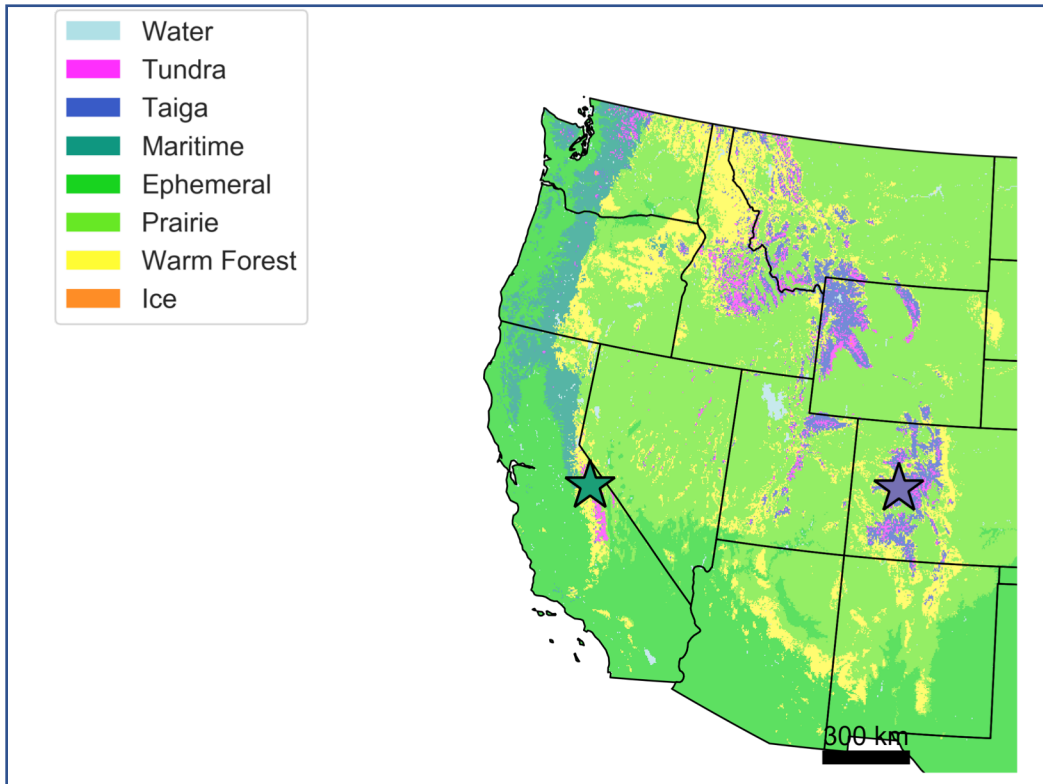 Water
Tundra
Taiga
Maritime
Ephemeral
Prairie
Warm Forest
Ice
300 km